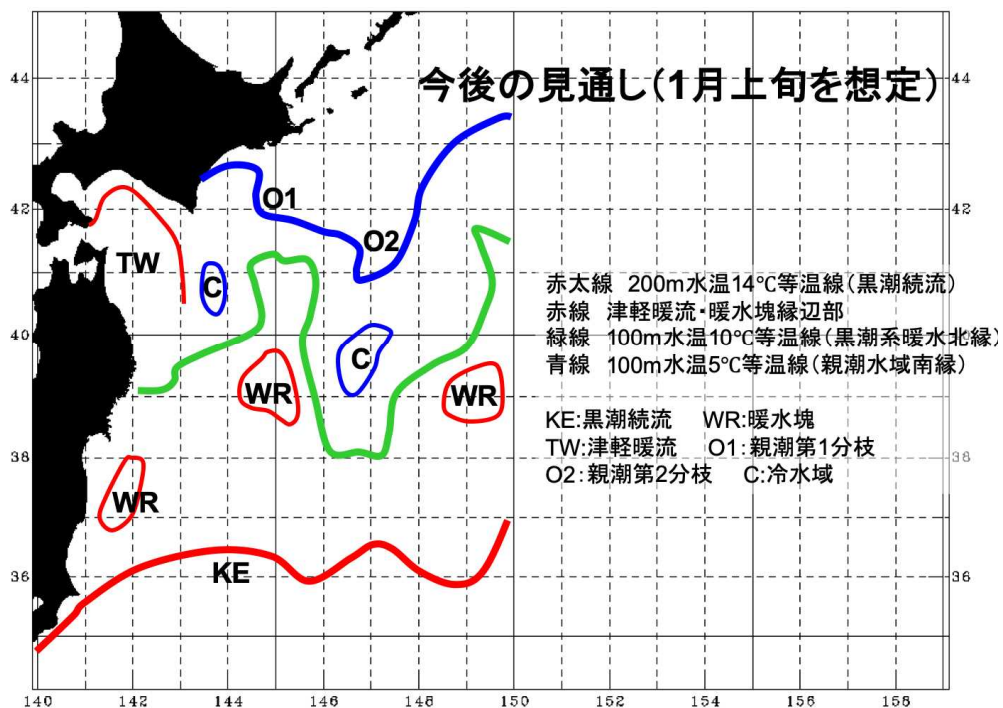 今後の見通し(1月上旬を想定)
44
44
42
42
40
40
38
38
36
36
O1
O2
TW
C
C
WR
WR
WR
KE
赤太線 200m水温14℃等温線(黒潮続流)
赤線 津軽暖流・暖水塊縁辺部
緑線 100m水温10℃等温線(黒潮系暖水北縁)
青線 100m水温5℃等温線(親潮水域南縁)
KE:黒潮続流 WR:暖水塊
TW:津軽暖流 O1:親潮第1分枝
O2:親潮第2分枝 C:冷水域
140 142 144 146 148 150 152 154 156 158